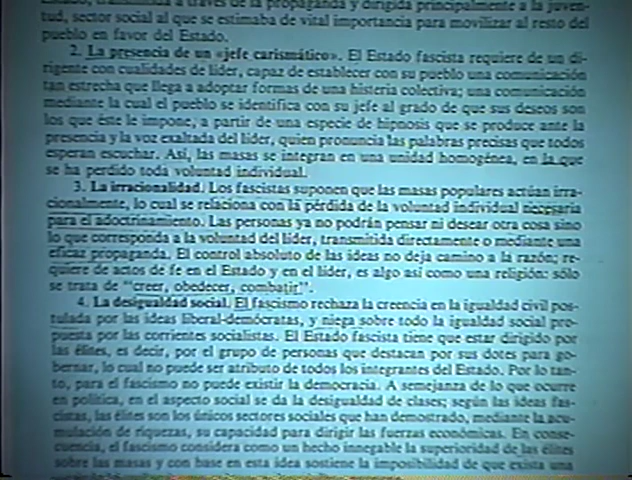 Estado, transmitida a través de la propaganda y dirigida principalmente a la juven-
tud, sector social al que se estimaba de vital importancia para movilizar al resto del
pueblo en favor del Estado.
2. La presencia de un «jefe carismático». El Estado fascista requiere de un di-
rigente con cualidades de líder, capaz de establecer con su pueblo una comunicación
tan estrecha que llega a adoptar formas de una histeria colectiva; una comunicación
mediante la cual el pueblo se identifica con su jefe al grado de que sus deseos son
los que éste le impone, a partir de una especie de hipnosis que se produce ante la
presencia y la voz exaltada del líder, quien pronuncia las palabras precisas que todos
esperan escuchar. Así, las masas se integran en una unidad homogénea, en la que
se ha perdido toda voluntad individual.
3. La irracionalidad. Los fascistas suponen que las masas populares actúan irra-
cionalmente, lo cual se relaciona con la pérdida de la voluntad individual necesaria
para el adoctrinamiento. Las personas ya no podrán pensar ni desear otra cosa sino
lo que corresponda a la voluntad del líder, transmitida directamente o mediante una
eficaz propaganda. El control absoluto de las ideas no deja camino a la razón; re-
quiere de actos de fe en el Estado y en el líder, es algo así como una religión: sólo
se trata de "creer, obedecer, combatir".
4. La desigualdad social. El fascismo rechaza la creencia en la igualdad civil pos-
tulada por las ideas liberal-demócratas, y niega sobre todo la igualdad social pro-
puesta por las corrientes socialistas. El Estado fascista tiene que estar dirigido por
las élites, es decir, por el grupo de personas que destacan por sus dotes para go-
bernar, lo cual no puede ser atributo de todos los integrantes del Estado. Por lo tan-
to, para el fascismo no puede existir la democracia. A semejanza de lo que ocurre
en política, en el aspecto social se da la desigualdad de clases; según las ideas fas-
cistas, las élites son los únicos sectores sociales que han demostrado, mediante la acu-
mulación de riquezas, su capacidad para dirigir las fuerzas económicas. En conse-
cuencia, el fascismo considera como un hecho innegable la superioridad de las élites
sobre las masas y con base en esta idea sostiene la imposibilidad de que exista una